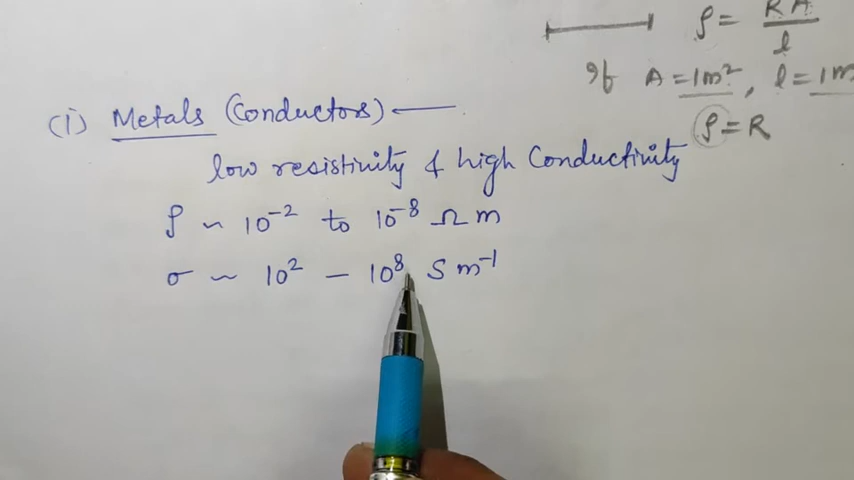 ρ = RA/l
If A = 1m², l = 1m
ρ = R
(i) Metals (Conductors) —
low resistivity & high Conductivity
ρ ~ 10⁻² to 10⁻⁸ Ω m
σ ~ 10² – 10⁸ S m⁻¹